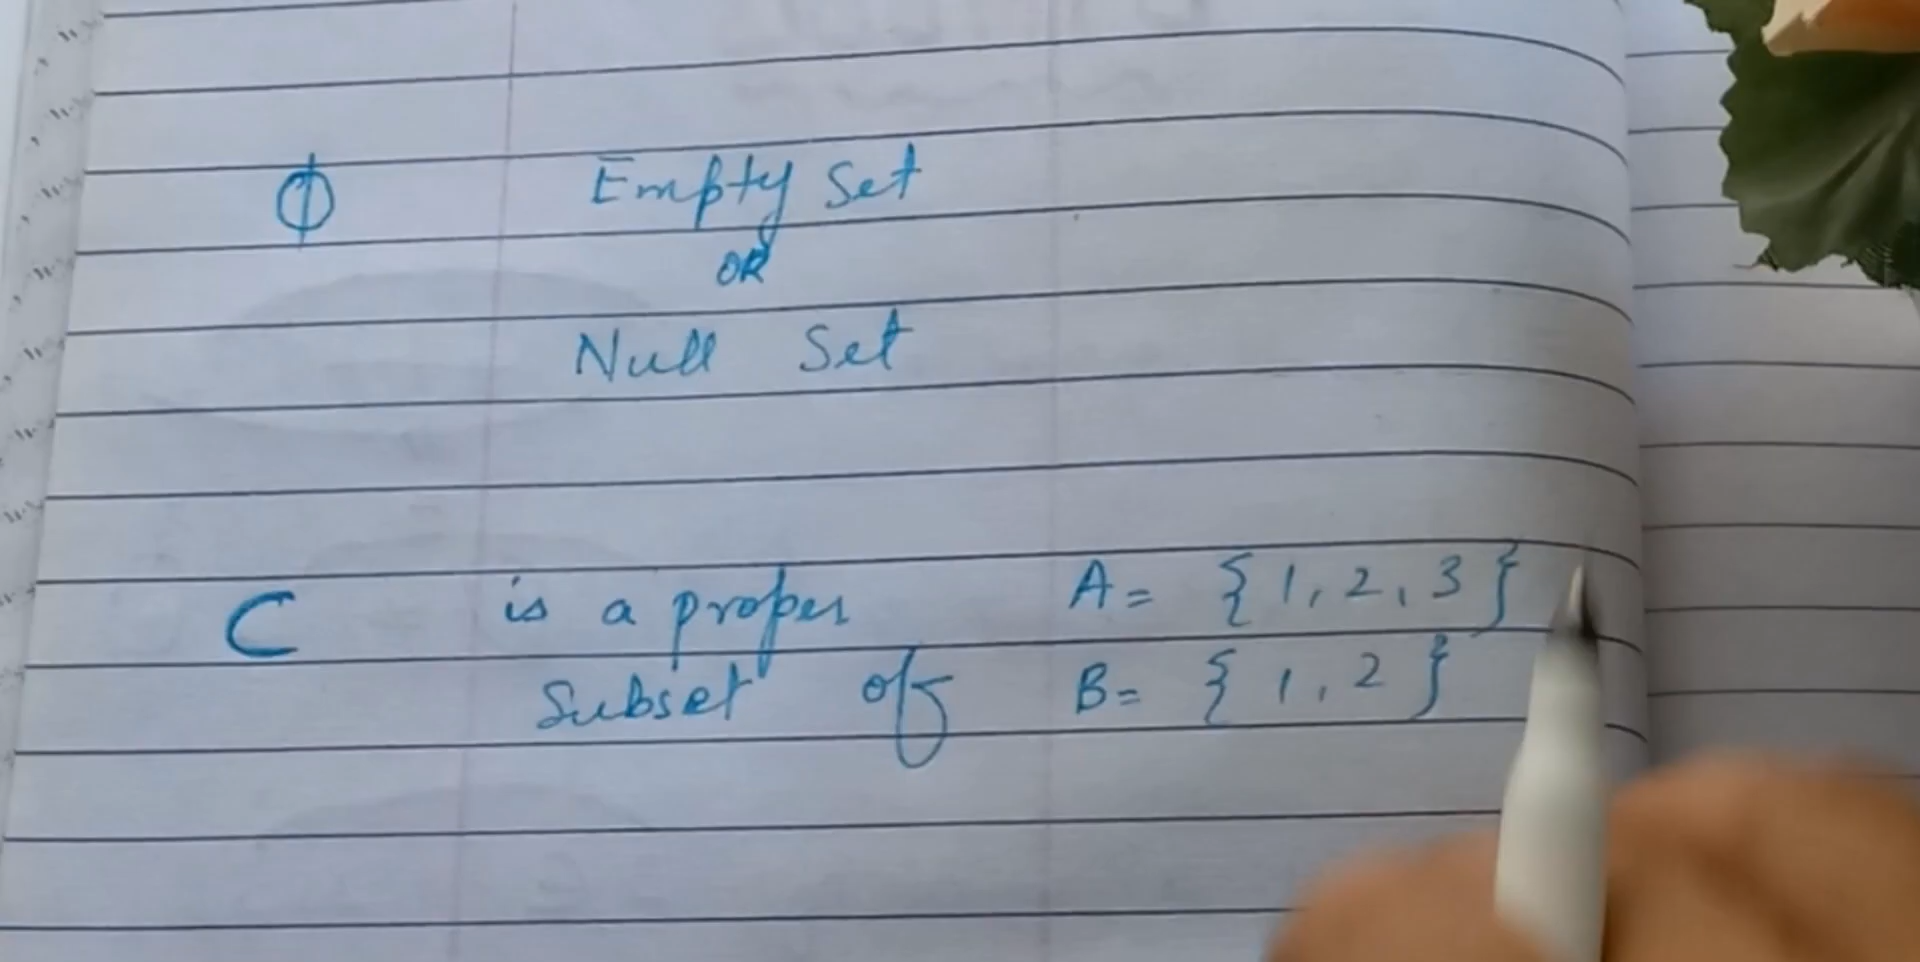 ϕ Empty Set
OR
Null Set
⊂ is a proper A = {1, 2, 3}
Subset of B = {1, 2}